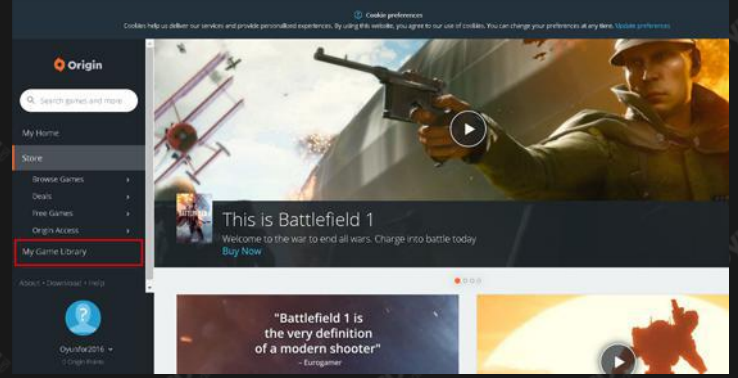 Cookie preferences
Cookies help us deliver our services and provide personalized experiences. By using this website, you agree to our use of cookies. You can change your preferences at any time. Update preferences
Origin
Search games and more
My Home
Store
Browse Games
Deals
Free Games
Origin Access
My Game Library
About • Download • Help
Oyunfor2016
0 Origin Points
This is Battlefield 1
Welcome to the war to end all wars. Charge into battle today
Buy Now
"Battlefield 1 is
the very definition
of a modern shooter"
- Eurogamer